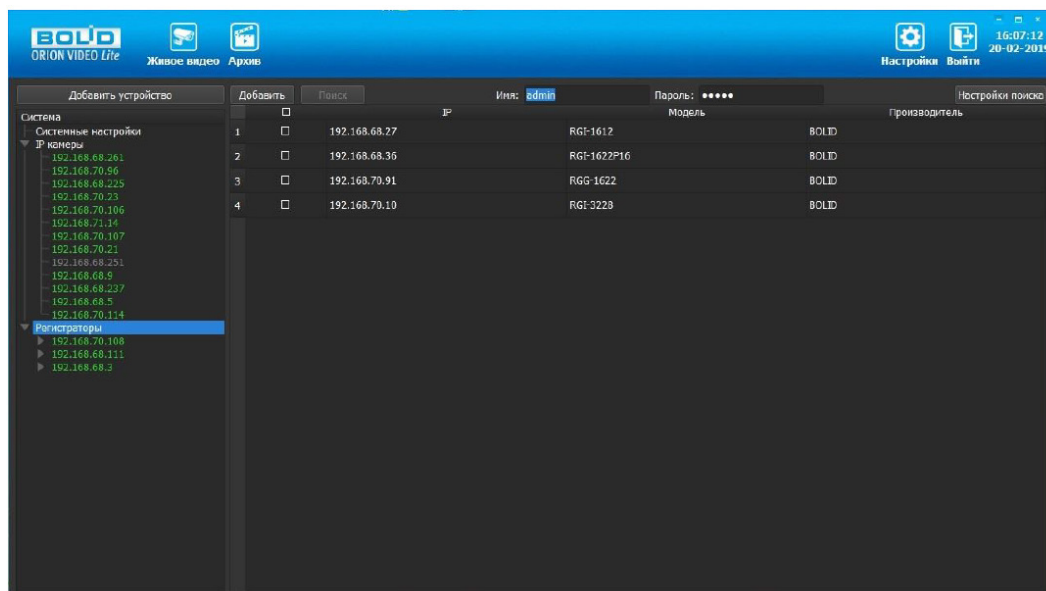 BOLID
ORION VIDEO Lite
Живое видео
Архив
Настройки
Выйти
16:07:12
20-02-201
Добавить устройство
Добавить
Поиск
Имя: admin
Пароль: •••••
Настройки поиска
Система
Системные настройки
IP камеры
192.168.68.261
192.168.70.96
192.168.68.225
192.168.70.23
192.168.70.106
192.168.71.14
192.168.70.107
192.168.70.21
192.168.68.251
192.168.68.9
192.168.68.237
192.168.68.5
192.168.70.114
Регистраторы
192.168.70.108
192.168.68.111
192.168.68.3
IP Модель Производитель
1 192.168.68.27 RGI-1612 BOLID
2 192.168.68.36 RGI-1622P16 BOLID
3 192.168.70.91 RGG-1622 BOLID
4 192.168.70.10 RGI-3228 BOLID